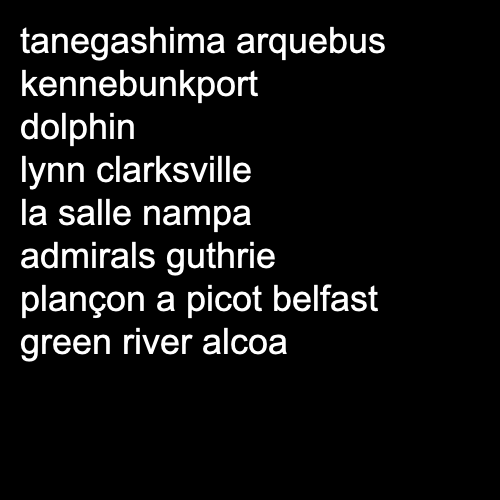 tanegashima arquebus
kennebunkport
dolphin
lynn clarksville
la salle nampa
admirals guthrie
plançon a picot belfast
green river alcoa